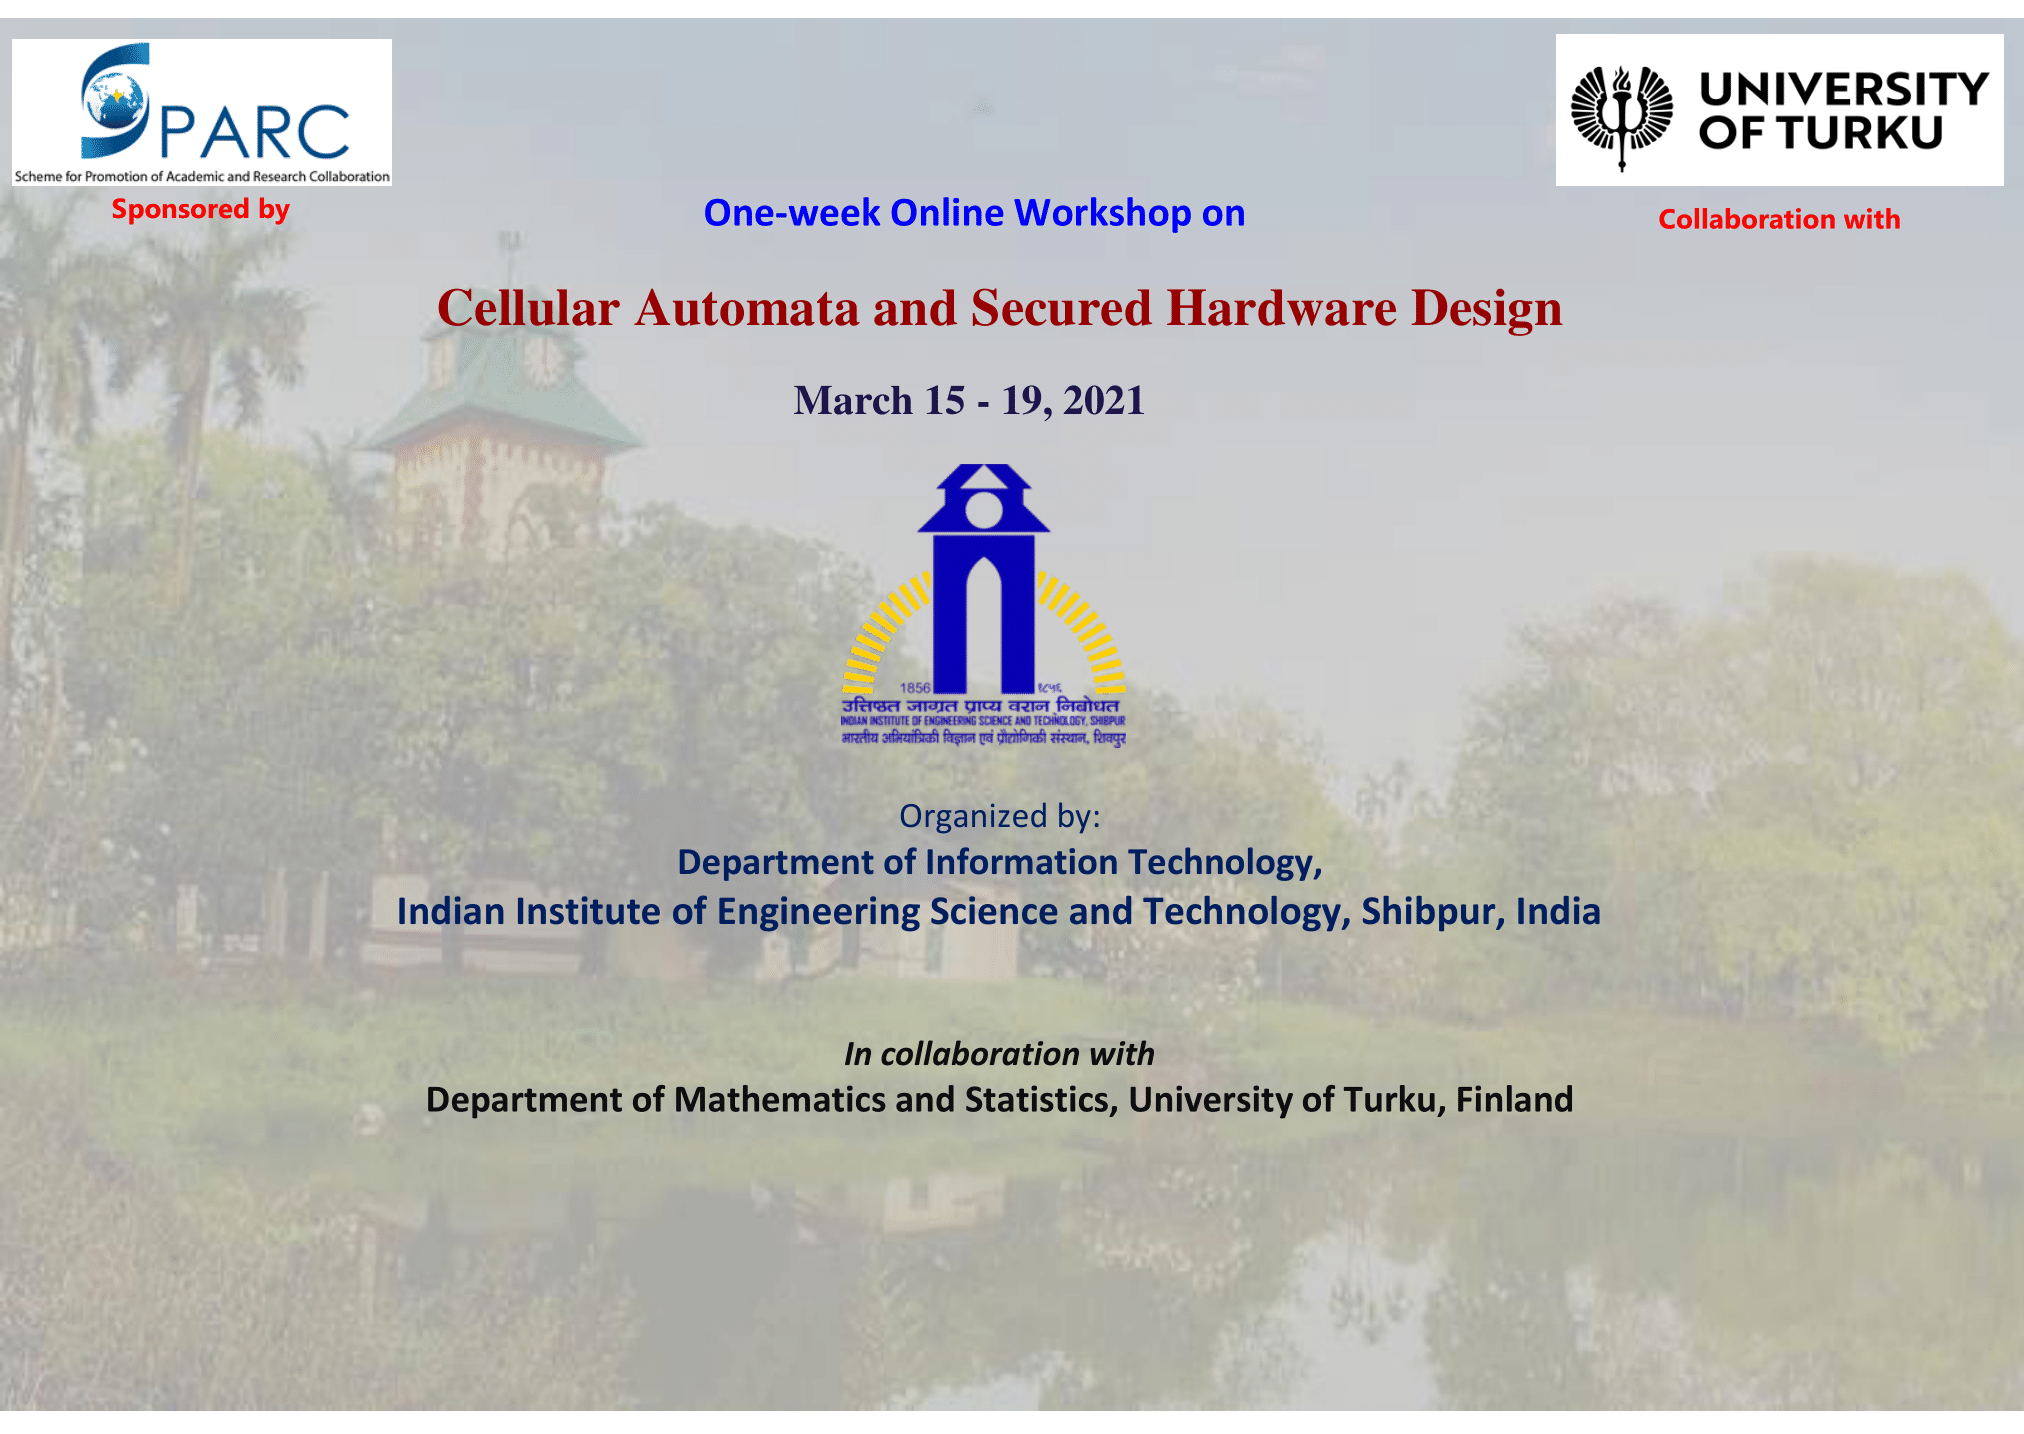 SPARC
Scheme for Promotion of Academic and Research Collaboration
Sponsored by
UNIVERSITY
OF TURKU
Collaboration with
One-week Online Workshop on
Cellular Automata and Secured Hardware Design
March 15 - 19, 2021
1856 १८५६
उत्तिष्ठत जाग्रत प्राप्य वरान निबोधत
INDIAN INSTITUTE OF ENGINEERING SCIENCE AND TECHNOLOGY, SHIBPUR
भारतीय अभियांत्रिकी विज्ञान एवं प्रौद्योगिकी संस्थान, शिवपुर
Organized by:
Department of Information Technology,
Indian Institute of Engineering Science and Technology, Shibpur, India
In collaboration with
Department of Mathematics and Statistics, University of Turku, Finland